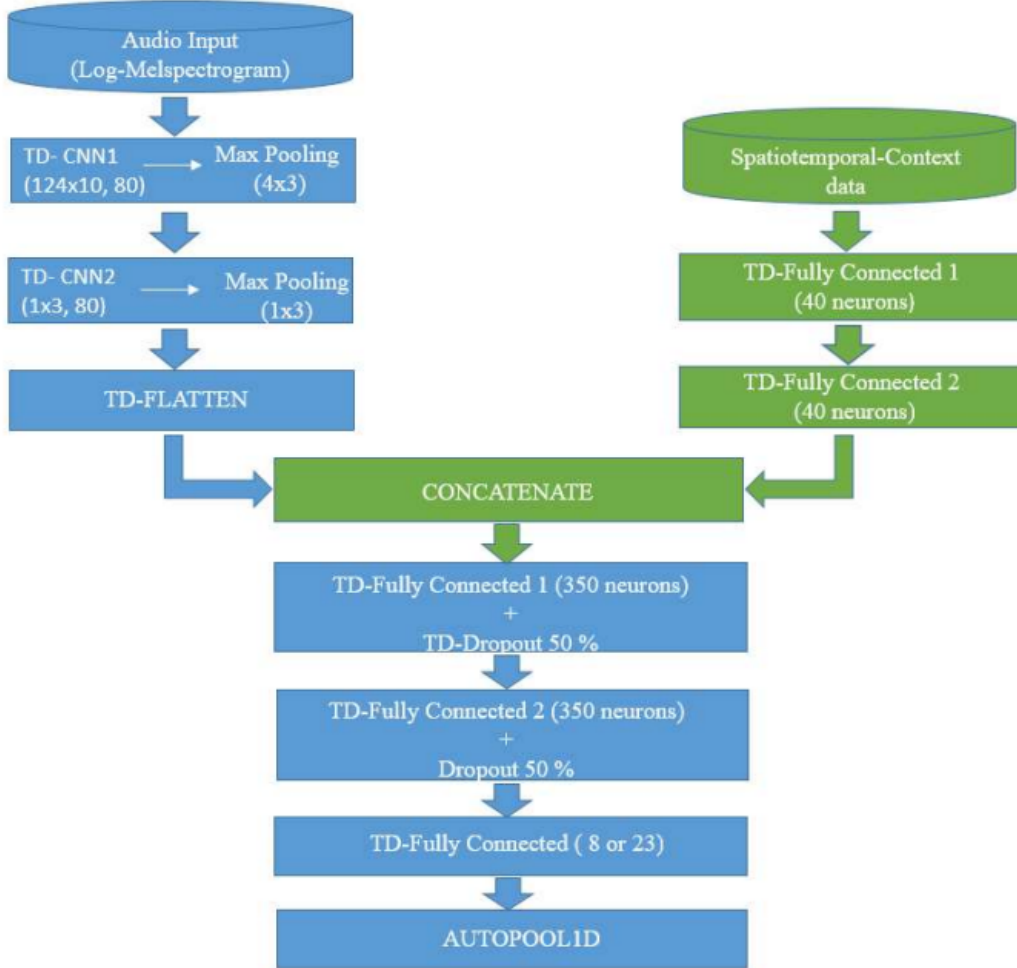 Audio Input
(Log-Melspectrogram)
TD- CNN1
(124x10, 80)
Max Pooling
(4x3)
TD- CNN2
(1x3, 80)
Max Pooling
(1x3)
TD-FLATTEN
Spatiotemporal-Context
data
TD-Fully Connected 1
(40 neurons)
TD-Fully Connected 2
(40 neurons)
CONCATENATE
TD-Fully Connected 1 (350 neurons)
+
TD-Dropout 50 %
TD-Fully Connected 2 (350 neurons)
+
Dropout 50 %
TD-Fully Connected ( 8 or 23)
AUTOPOOL1D